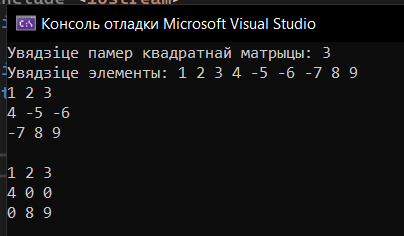 #include <iostream>
Консоль отладки Microsoft Visual Studio
Увядзіце памер квадратнай матрыцы: 3
Увядзіце элементы: 1 2 3 4 -5 -6 -7 8 9
1 2 3
4 -5 -6
-7 8 9
1 2 3
4 0 0
0 8 9